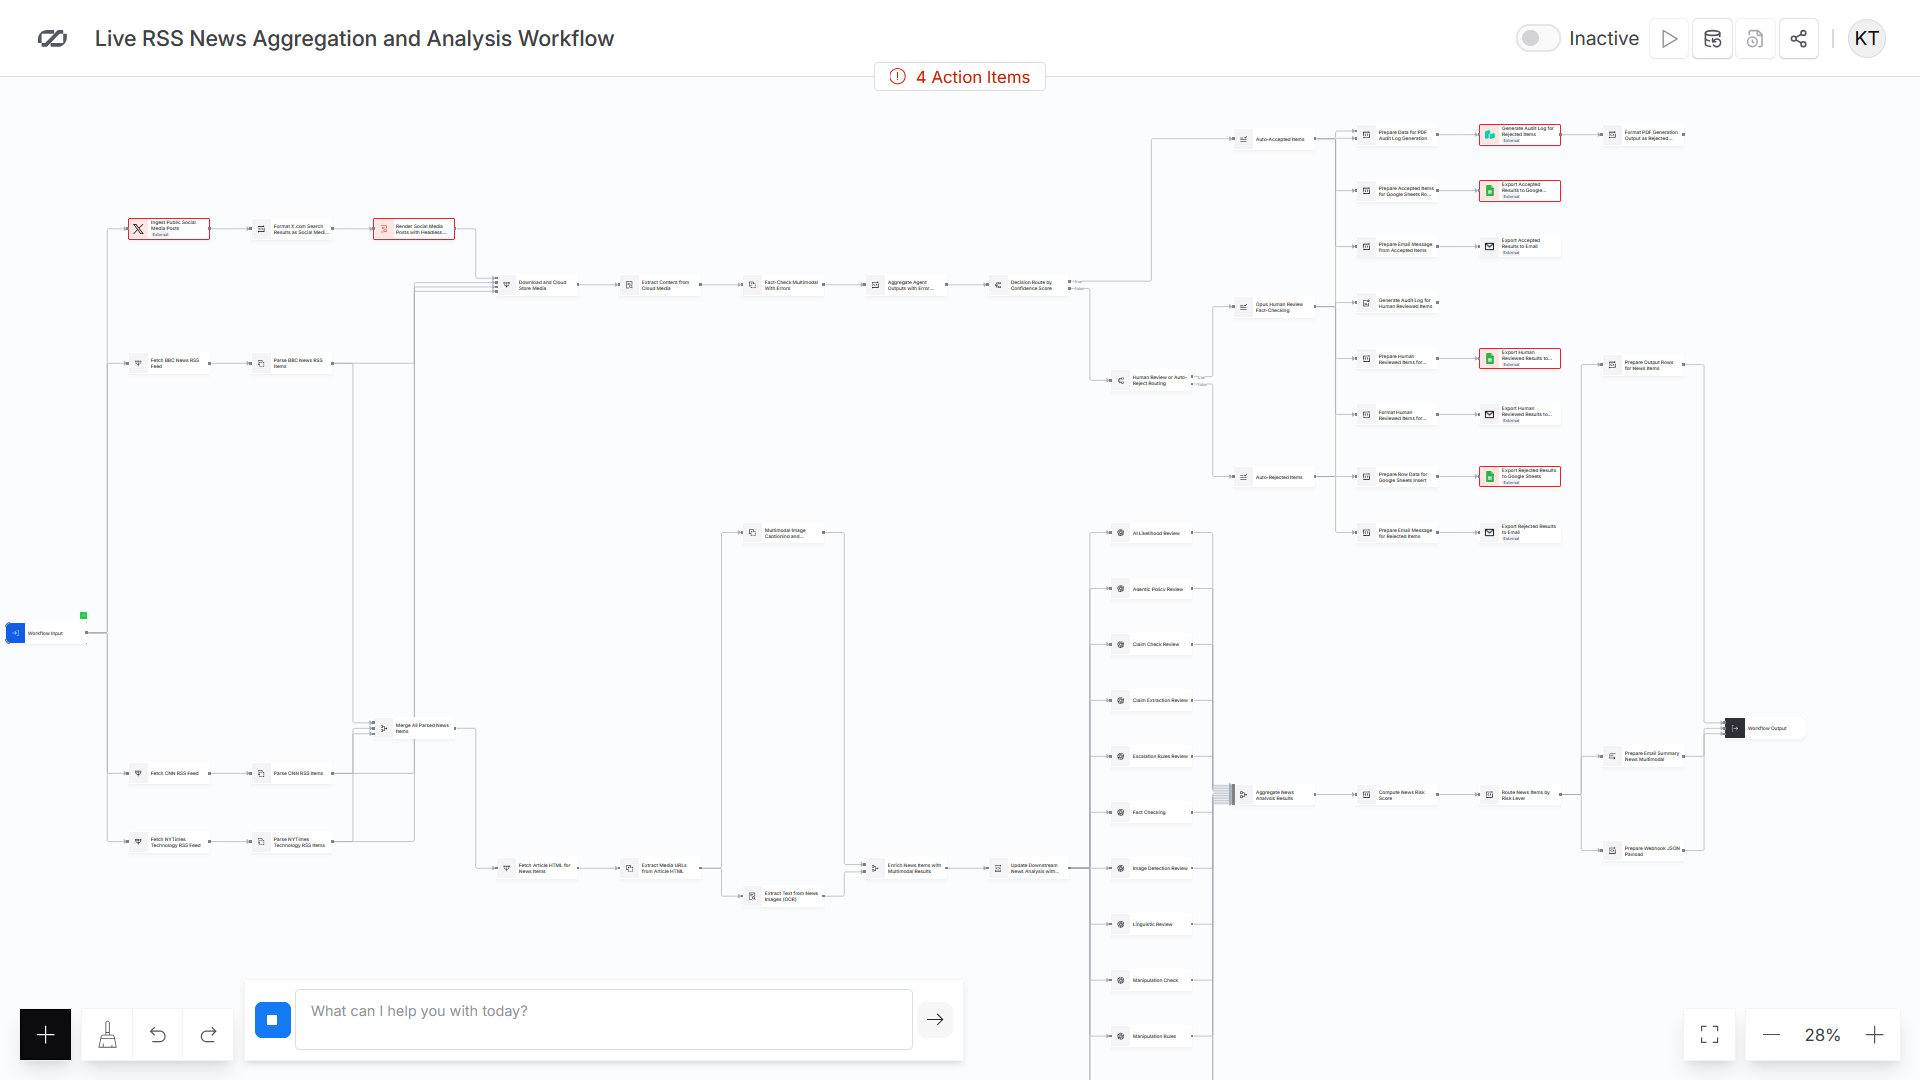 Live RSS News Aggregation and Analysis Workflow
Inactive
KT
4 Action Items
Auto-Accepted Items
Prepare Data for PDF
Audit Log Generation
Generate Audit Log for
Rejected Items
External
Format PDF Generation
Output as Rejected...
Prepare Accepted Items
for Google Sheets Ro...
Export Accepted
Results to Google...
External
Ingest Public Social
Media Posts
External
Format X.com Search
Results as Social Medi...
Render Social Media
Posts with Headless...
Prepare Email Message
from Accepted Items
Export Accepted
Results to Email
External
Download and Cloud
Store Media
Extract Content from
Cloud Media
Fact-Check Multimodal
With Errors
Aggregate Agent
Outputs with Error...
Decision Route by
Confidence Score
Opus Human Review
Fact-Checking
Generate Audit Log for
Human Reviewed Items
Fetch BBC News RSS
Feed
Parse BBC News RSS
Items
Human Review or Auto-
Reject Routing
Prepare Human
Reviewed Items for...
Export Human
Reviewed Results to...
External
Prepare Output Rows
for News Items
Format Human
Reviewed Items for...
Export Human
Reviewed Results to...
External
Auto-Rejected Items
Prepare Row Data for
Google Sheets Insert
Export Rejected Results
to Google Sheets
External
Multimodal Image
Captioning and...
AI Likelihood Review
Prepare Email Message
for Rejected Items
Export Rejected Results
to Email
External
Agentic Policy Review
Workflow Input
Claim Check Review
Claim Extraction Review
Merge All Parsed News
Items
Workflow Output
Escalation Rules Review
Prepare Email Summary
News Multimodal
Fetch CNN RSS Feed
Parse CNN RSS Items
Aggregate News
Analysis Results
Compute News Risk
Score
Route News Items by
Risk Level
Fact Checking
Fetch NYTimes
Technology RSS Feed
Parse NYTimes
Technology RSS Items
Prepare Webhook JSON
Payload
Fetch Article HTML for
News Items
Extract Media URLs
from Article HTML
Extract Text from News
Images (OCR)
Enrich News Items with
Multimodal Results
Update Downstream
News Analysis with...
Image Detection Review
Linguistic Review
Manipulation Check
Manipulation Rules
What can I help you with today?
28%